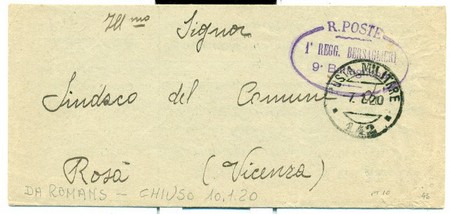 Ill.mo Signor
R. POSTE
1° REGG. BERSAGLIERI
9°
POSTA MILITARE
7.1.20
142
Sindaco del Comune
Rosà (Vicenza)
DA ROMANS - CHIUSO 10.1.20